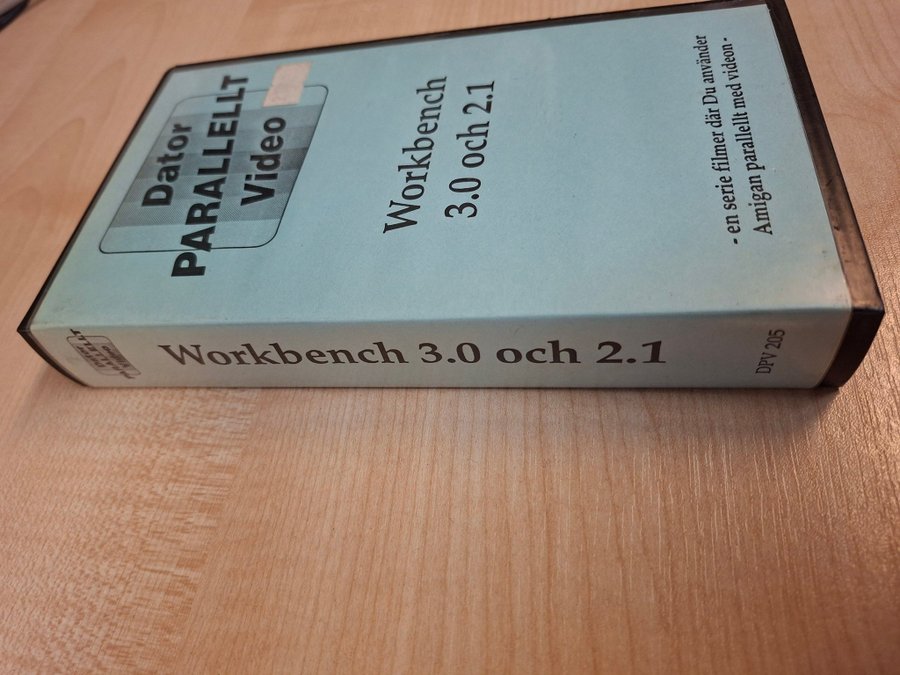 Dator
PARALLELLT
Video
Workbench
3.0 och 2.1
- en serie filmer där Du använder
Amigan parallellt med videon -
Workbench 3.0 och 2.1
DPV 205